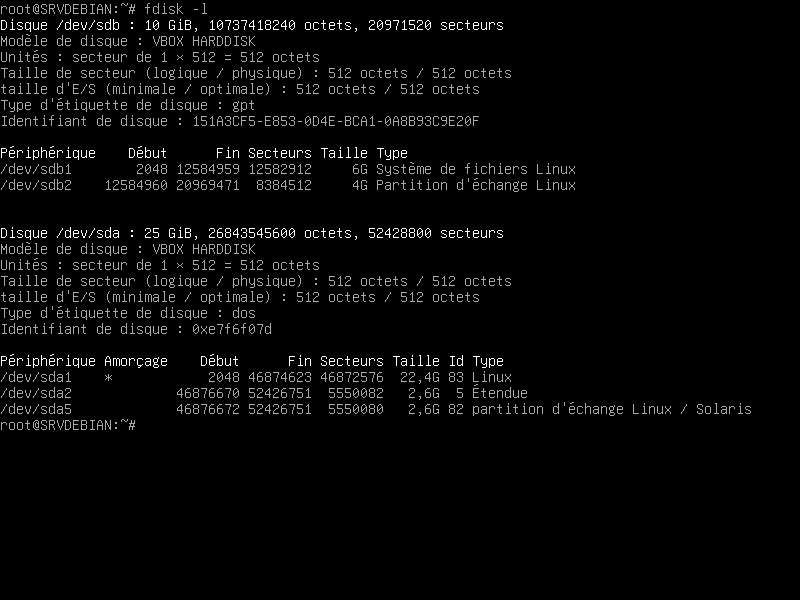 root@SRVDEBIAN:~# fdisk -l
Disque /dev/sdb : 10 GiB, 10737418240 octets, 20971520 secteurs
Modèle de disque : VBOX HARDDISK
Unités : secteur de 1 × 512 = 512 octets
Taille de secteur (logique / physique) : 512 octets / 512 octets
taille d'E/S (minimale / optimale) : 512 octets / 512 octets
Type d'étiquette de disque : gpt
Identifiant de disque : 151A3CF5-E853-0D4E-BCA1-0A8B93C9E20F
Périphérique Début Fin Secteurs Taille Type
/dev/sdb1 2048 12584959 12582912 6G Système de fichiers Linux
/dev/sdb2 12584960 20969471 8384512 4G Partition d'échange Linux
Disque /dev/sda : 25 GiB, 26843545600 octets, 52428800 secteurs
Modèle de disque : VBOX HARDDISK
Unités : secteur de 1 × 512 = 512 octets
Taille de secteur (logique / physique) : 512 octets / 512 octets
taille d'E/S (minimale / optimale) : 512 octets / 512 octets
Type d'étiquette de disque : dos
Identifiant de disque : 0xe7f6f07d
Périphérique Amorçage Début Fin Secteurs Taille Id Type
/dev/sda1 * 2048 46874623 46872576 22,4G 83 Linux
/dev/sda2 46876670 52426751 5550082 2,6G 5 Étendue
/dev/sda5 46876672 52426751 5550080 2,6G 82 partition d'échange Linux / Solaris
root@SRVDEBIAN:~#